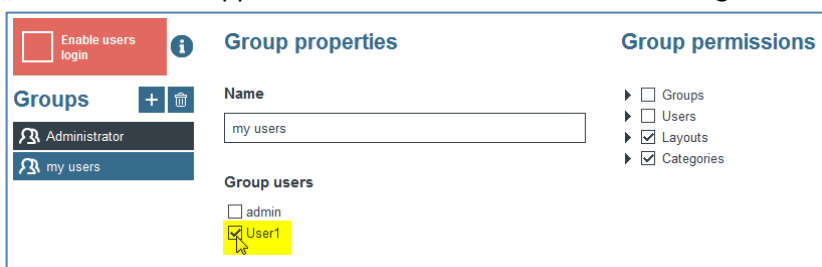 Enable users
login
Groups
Administrator
my users
Group properties
Name
my users
Group users
admin
User1
Group permissions
Groups
Users
Layouts
Categories